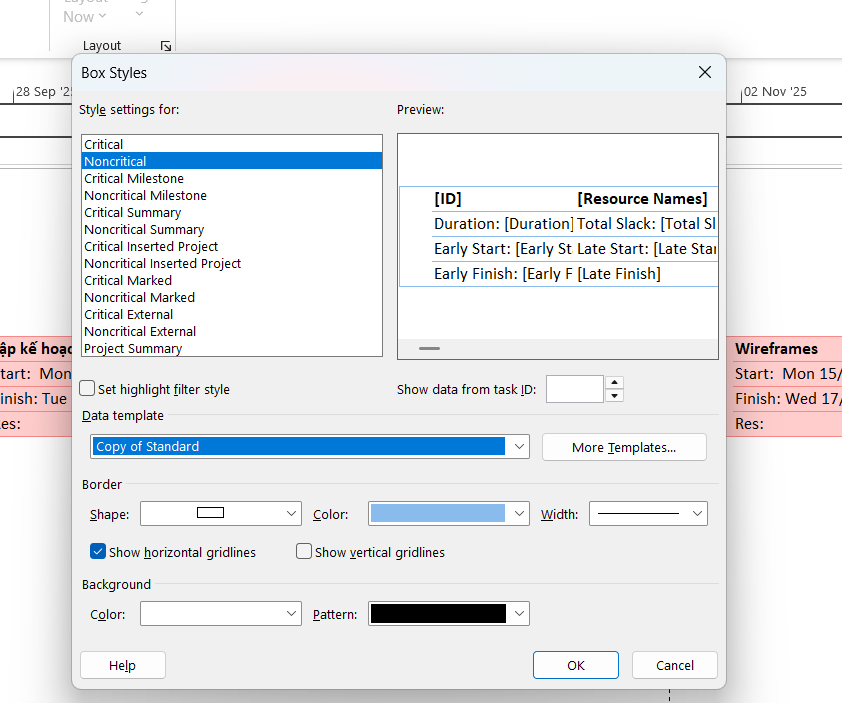 Layout
Now
Layout
28 Sep '25
02 Nov '25
Box Styles
Style settings for:
Preview:
Critical
Noncritical
Critical Milestone
Noncritical Milestone
Critical Summary
Noncritical Summary
Critical Inserted Project
Noncritical Inserted Project
Critical Marked
Noncritical Marked
Critical External
Noncritical External
Project Summary
[ID] [Resource Names]
Duration: [Duration] Total Slack: [Total Sl
Early Start: [Early St Late Start: [Late Star
Early Finish: [Early F [Late Finish]
ập kế hoạc
tart: Mon
inish: Tue
es:
Wireframes
Start: Mon 15/
Finish: Wed 17/
Res:
Set highlight filter style
Show data from task ID:
Data template
Copy of Standard
More Templates...
Border
Shape:
Color:
Width:
Show horizontal gridlines
Show vertical gridlines
Background
Color:
Pattern:
Help
OK
Cancel